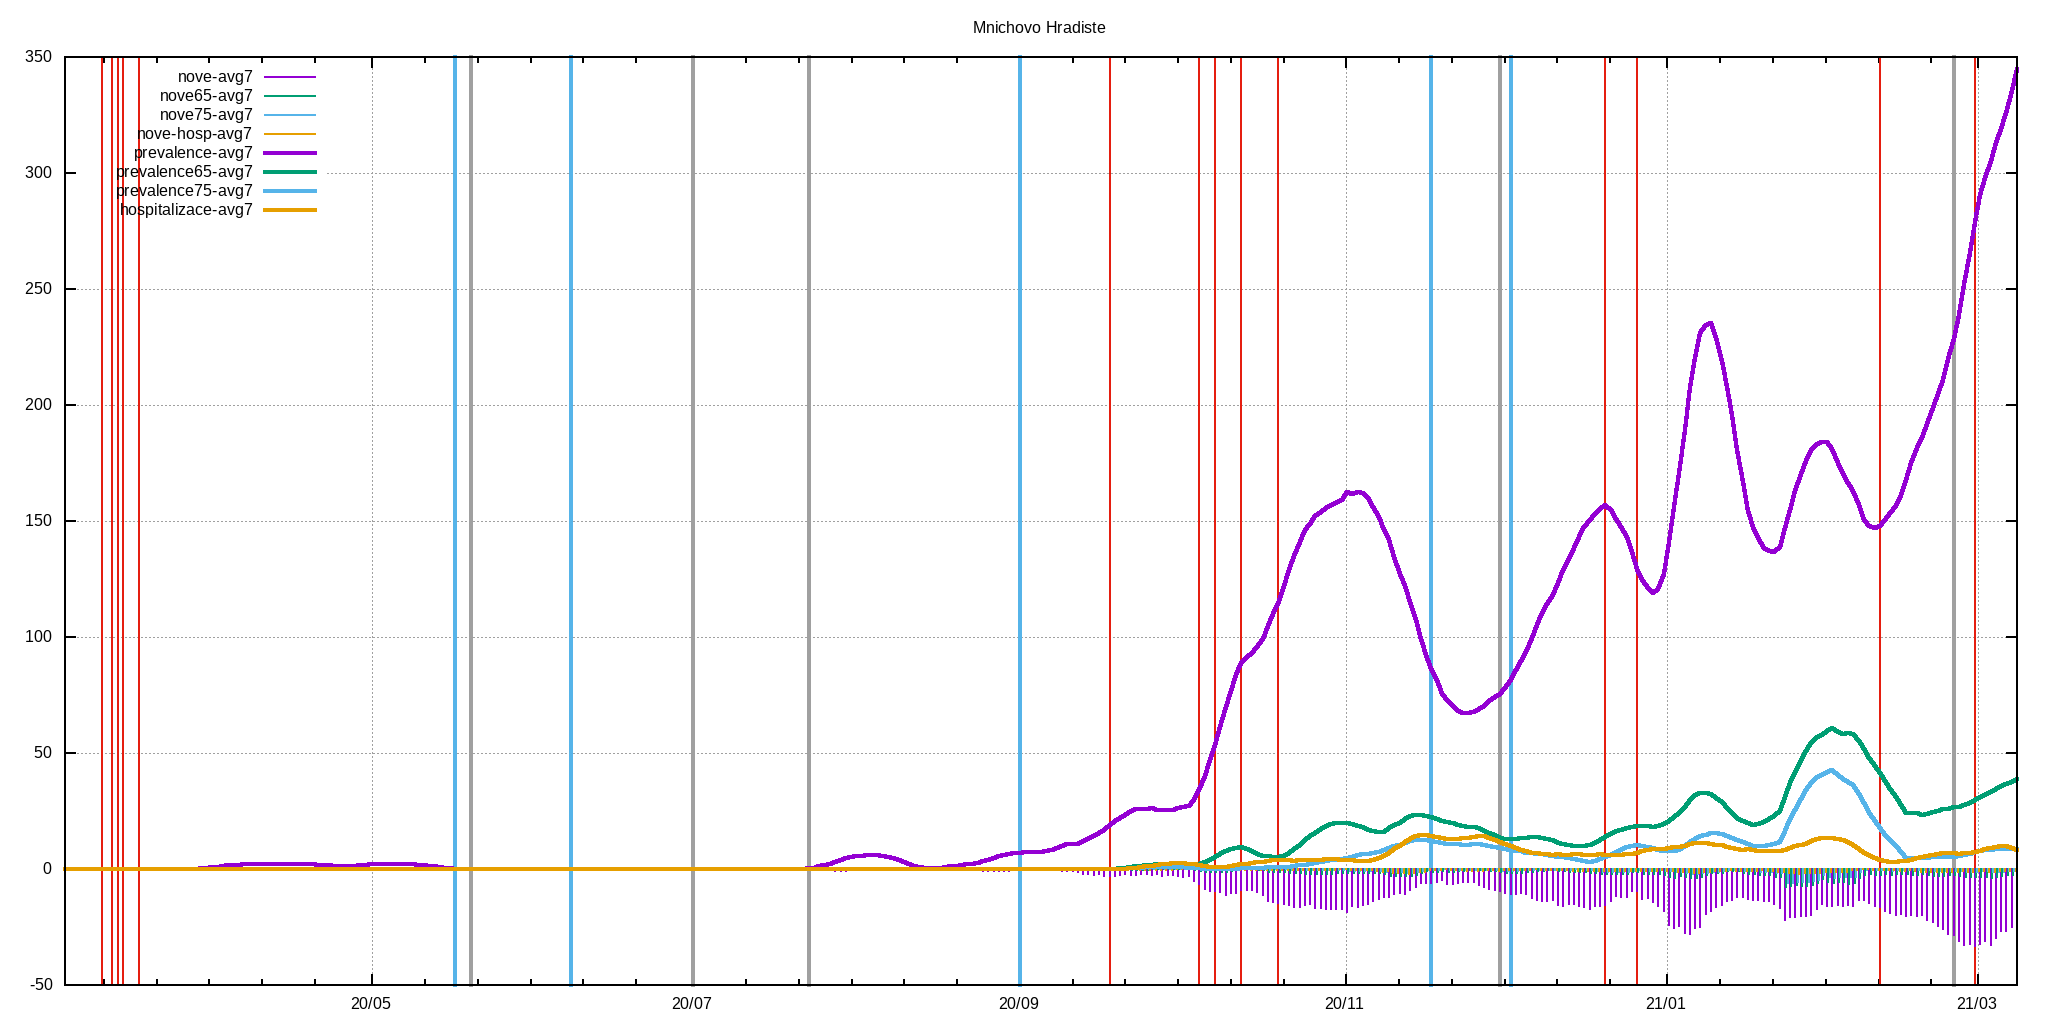 Mnichovo Hradiste
350
300
250
200
150
100
50
0
-50
nove-avg7
nove65-avg7
nove75-avg7
nove-hosp-avg7
prevalence-avg7
prevalence65-avg7
prevalence75-avg7
hospitalizace-avg7
20/05
20/07
20/09
20/11
21/01
21/03